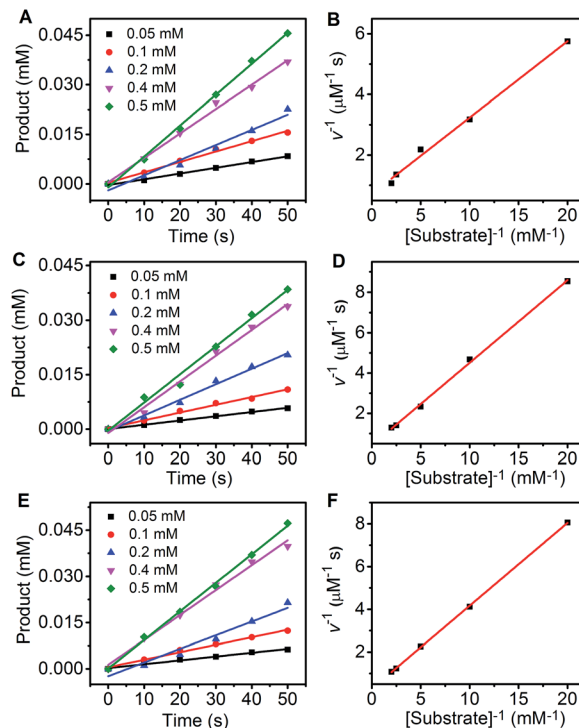 A
0.05 mM
0.1 mM
0.2 mM
0.4 mM
0.5 mM
0.045
0.030
0.015
0.000
Product (mM)
0 10 20 30 40 50
Time (s)
B
6
4
2
v⁻¹ (μM⁻¹ s)
0 5 10 15 20
[Substrate]⁻¹ (mM⁻¹)
C
0.05 mM
0.1 mM
0.2 mM
0.4 mM
0.5 mM
0.045
0.030
0.015
0.000
Product (mM)
0 10 20 30 40 50
Time (s)
D
8
6
4
2
v⁻¹ (μM⁻¹ s)
0 5 10 15 20
[Substrate]⁻¹ (mM⁻¹)
E
0.05 mM
0.1 mM
0.2 mM
0.4 mM
0.5 mM
0.045
0.030
0.015
0.000
Product (mM)
0 10 20 30 40 50
Time (s)
F
8
6
4
2
v⁻¹ (μM⁻¹ s)
0 5 10 15 20
[Substrate]⁻¹ (mM⁻¹)